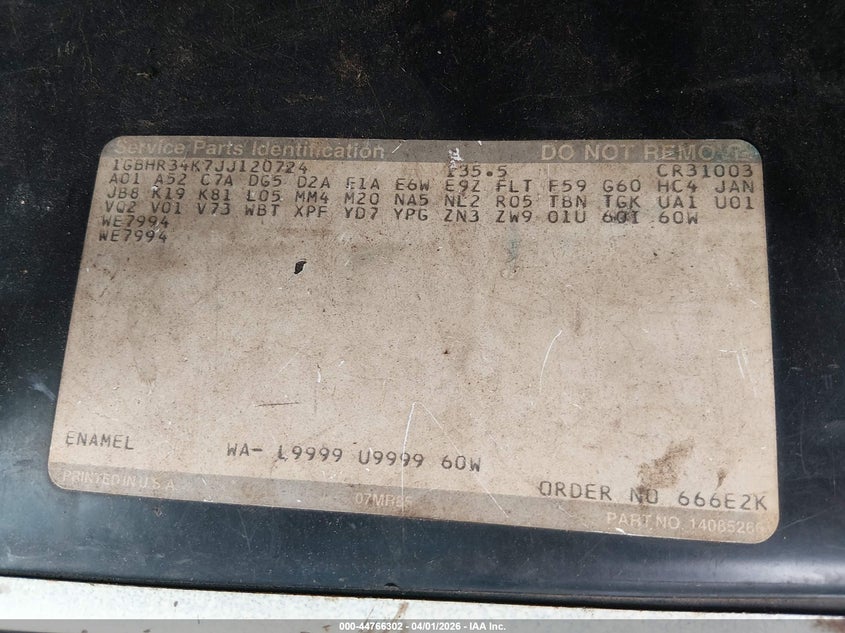 Service Parts Identification DO NOT REMOVE
1GBHR34K7JJ120724 135.5 CR31003
A01 A52 C7A DG5 D2A F1A E6W E9Z FLT F59 G60 HC4 JAN
JB8 K19 K81 L05 MM4 M20 NA5 NL2 R05 TBN TGK UA1 U01
VQ2 V01 V73 WBT XPF YD7 YPG ZN3 ZW9 01U 60I 60W
WE7994
WE7994
ENAMEL WA- L9999 U9999 60W
ORDER NO 666E2K
PRINTED IN U.S.A. 07MR85 PART NO. 14085286
000-44766302 - 04/01/2026 - IAA Inc.